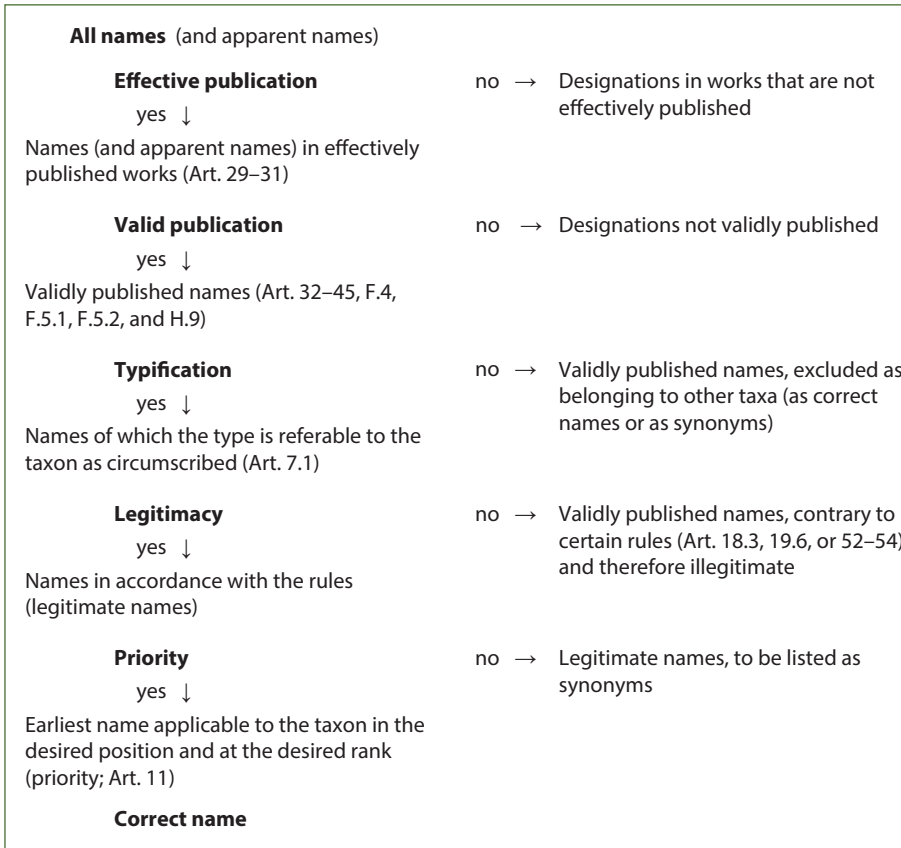 All names (and apparent names)
Effective publication no → Designations in works that are not
yes ↓ effectively published
Names (and apparent names) in effectively
published works (Art. 29–31)
Valid publication no → Designations not validly published
yes ↓
Validly published names (Art. 32–45, F.4,
F.5.1, F.5.2, and H.9)
Typification no → Validly published names, excluded as
yes ↓ belonging to other taxa (as correct
Names of which the type is referable to the names or as synonyms)
taxon as circumscribed (Art. 7.1)
Legitimacy no → Validly published names, contrary to
yes ↓ certain rules (Art. 18.3, 19.6, or 52–54)
Names in accordance with the rules and therefore illegitimate
(legitimate names)
Priority no → Legitimate names, to be listed as
yes ↓ synonyms
Earliest name applicable to the taxon in the
desired position and at the desired rank
(priority; Art. 11)
Correct name